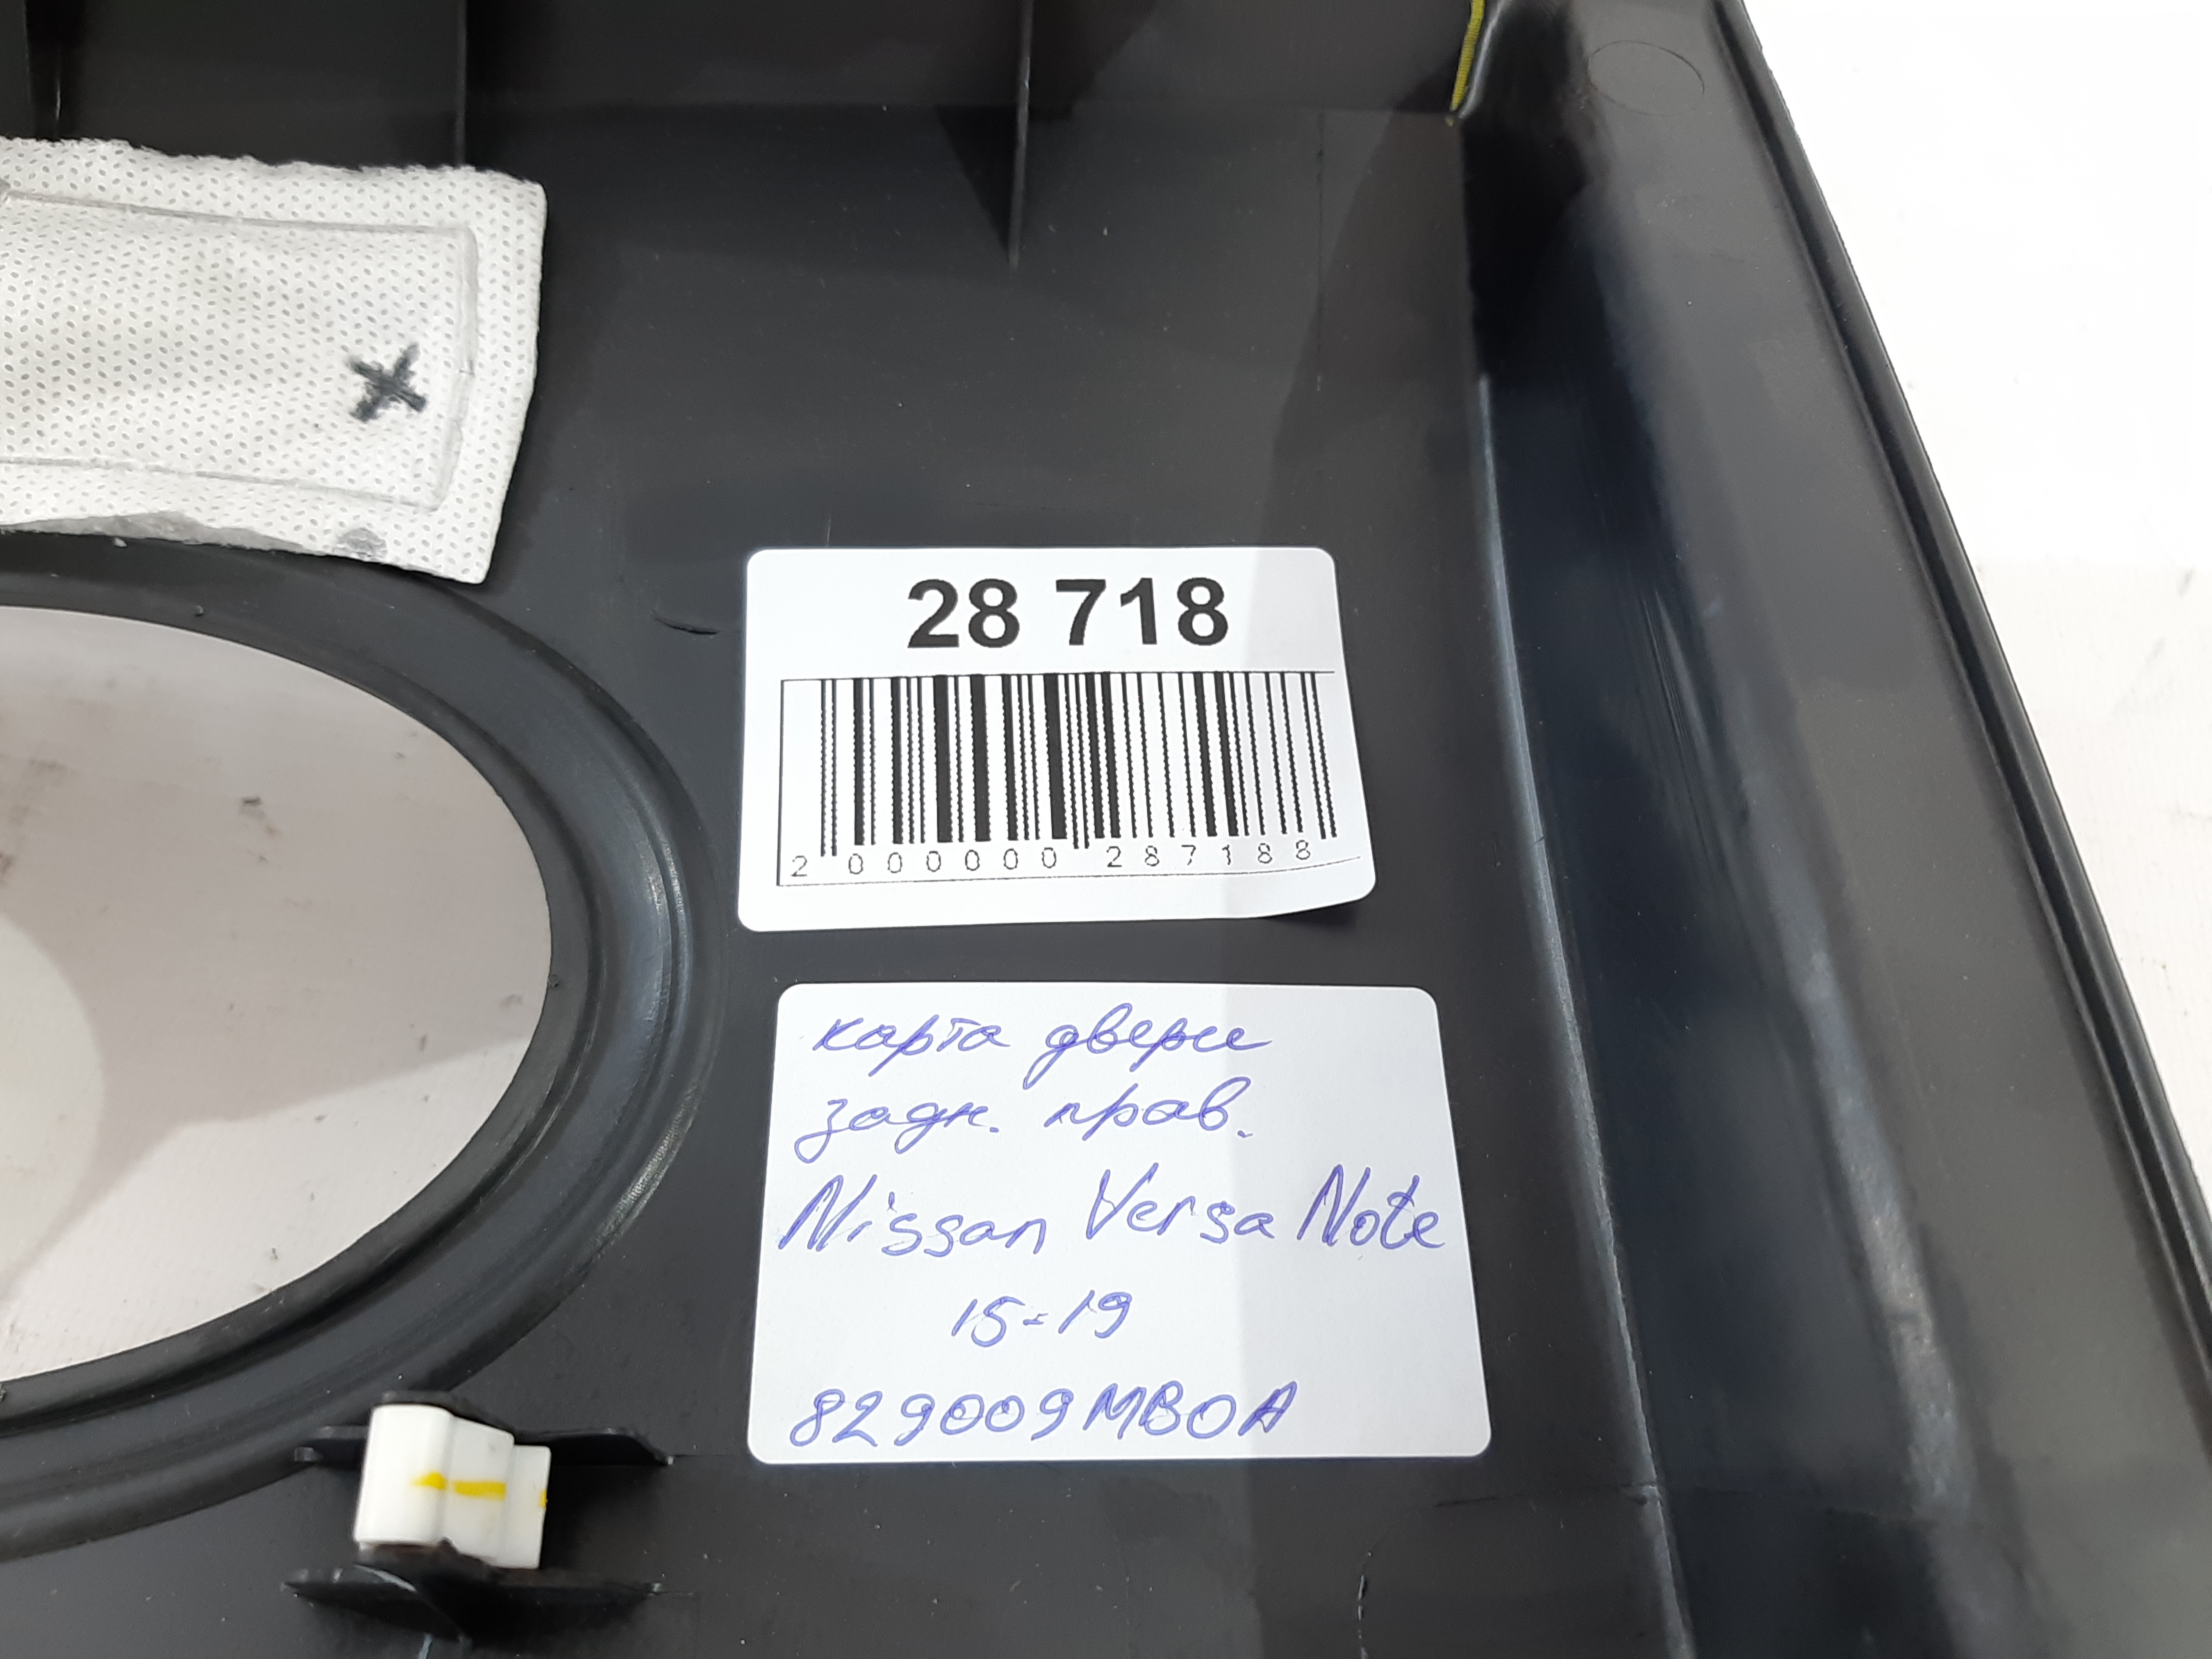 28 718
2 000000 287188
карта двери
задн. прав.
Nissan Versa Note
15-19
829009MB0A